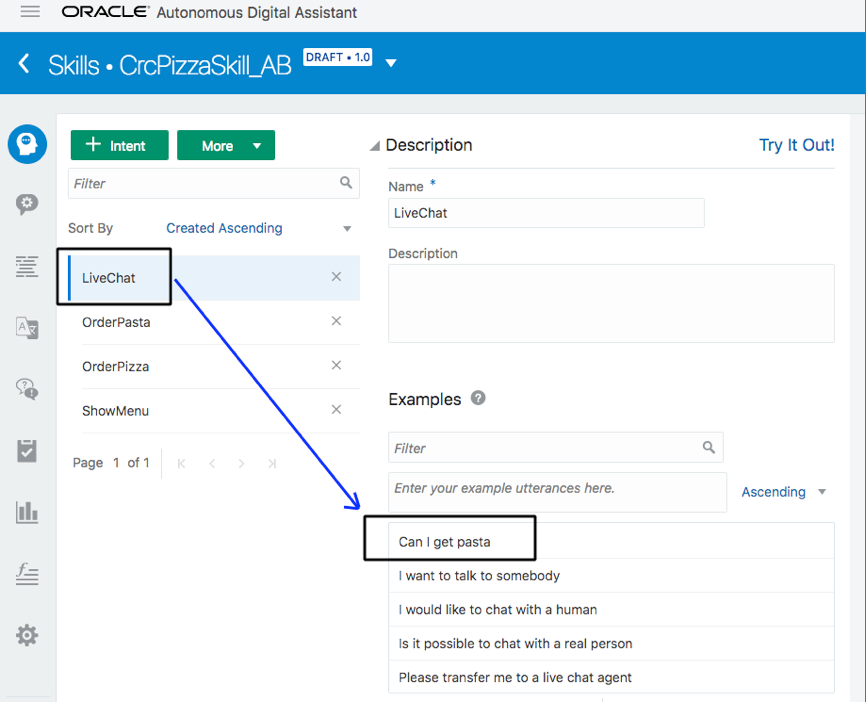 ORACLE® Autonomous Digital Assistant
Skills • CrcPizzaSkill_AB DRAFT • 1.0
+ Intent
More
Filter
Sort By Created Ascending
LiveChat
OrderPasta
OrderPizza
ShowMenu
Page 1 of 1
Description
Try It Out!
Name *
LiveChat
Description
Examples ?
Filter
Enter your example utterances here.
Ascending
Can I get pasta
I want to talk to somebody
I would like to chat with a human
Is it possible to chat with a real person
Please transfer me to a live chat agent